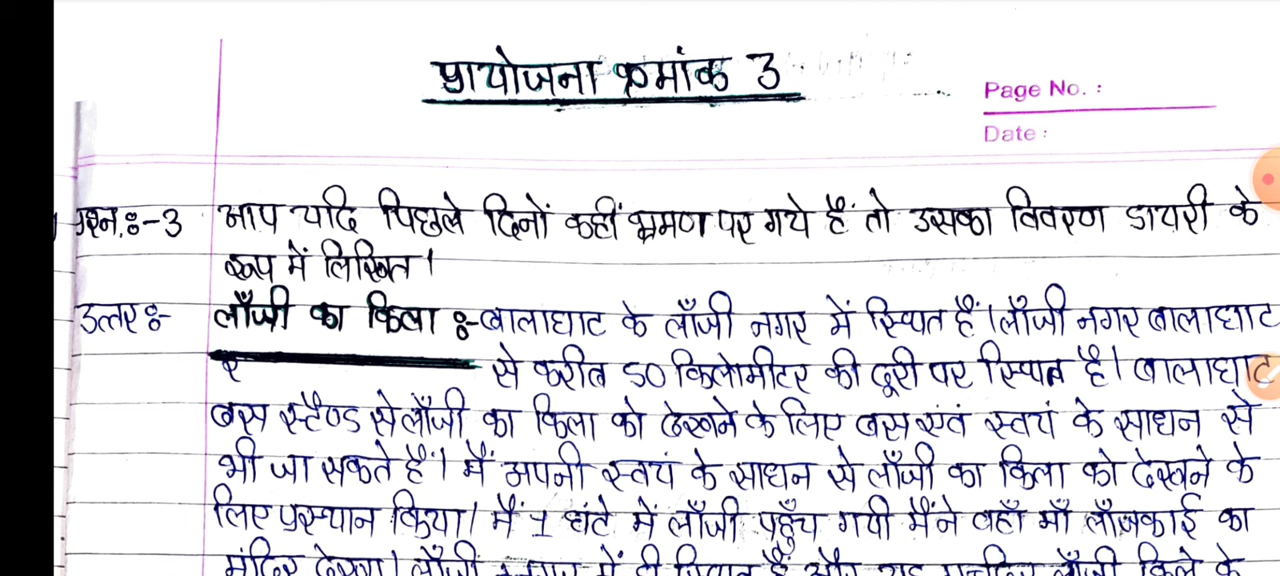 प्रायोजना क्रमांक 3
Page No. :
Date :
प्रश्न.ः-3 आप यदि पिछले दिनों कहीं भ्रमण पर गये हैं तो उसका विवरण डायरी के
रूप में लिखित।
उत्तरः- लाँजी का किला :- बालाघाट के लाँजी नगर में स्थित हैं। लाँजी नगर बालाघाट
से करीब 50 किलोमीटर की दूरी पर स्थित है। बालाघाट
बस स्टैण्ड से लाँजी का किला को देखने के लिए बस एवं स्वयं के साधन से
भी जा सकते हैं। मैं अपनी स्वयं के साधन से लाँजी का किला को देखने के
लिए प्रस्थान किया। मैं 1 घंटे में लाँजी पहुँच गयी मैंने वहाँ माँ लाँजकाई का
मंदिर देखा। लाँजी में ही स्थित हैं और यह लाँजी किले के